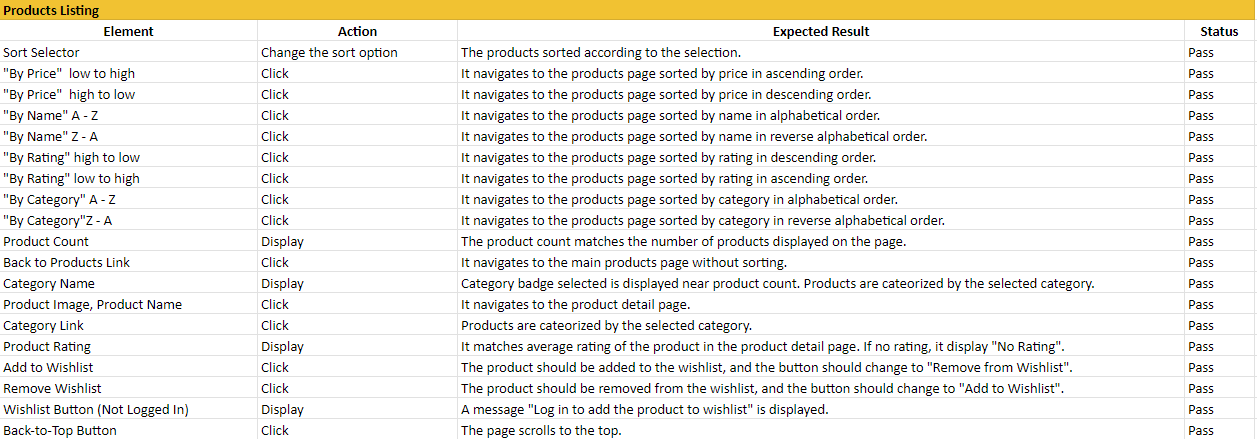 Products Listing
Element Action Expected Result Status
Sort Selector Change the sort option The products sorted according to the selection. Pass
"By Price"  low to high Click It navigates to the products page sorted by price in ascending order. Pass
"By Price"  high to low Click It navigates to the products page sorted by price in descending order. Pass
"By Name" A - Z Click It navigates to the products page sorted by name in alphabetical order. Pass
"By Name" Z - A Click It navigates to the products page sorted by name in reverse alphabetical order. Pass
"By Rating" high to low Click It navigates to the products page sorted by rating in descending order. Pass
"By Rating" low to high Click It navigates to the products page sorted by rating in ascending order. Pass
"By Category" A - Z Click It navigates to the products page sorted by category in alphabetical order. Pass
"By Category"Z - A Click It navigates to the products page sorted by category in reverse alphabetical order. Pass
Product Count Display The product count matches the number of products displayed on the page. Pass
Back to Products Link Click It navigates to the main products page without sorting. Pass
Category Name Display Category badge selected is displayed near product count. Products are cateorized by the selected category. Pass
Product Image, Product Name Click It navigates to the product detail page. Pass
Category Link Click Products are cateorized by the selected category. Pass
Product Rating Display It matches average rating of the product in the product detail page. If no rating, it display "No Rating". Pass
Add to Wishlist Click The product should be added to the wishlist, and the button should change to "Remove from Wishlist". Pass
Remove Wishlist Click The product should be removed from the wishlist, and the button should change to "Add to Wishlist". Pass
Wishlist Button (Not Logged In) Display A message "Log in to add the product to wishlist" is displayed. Pass
Back-to-Top Button Click The page scrolls to the top. Pass